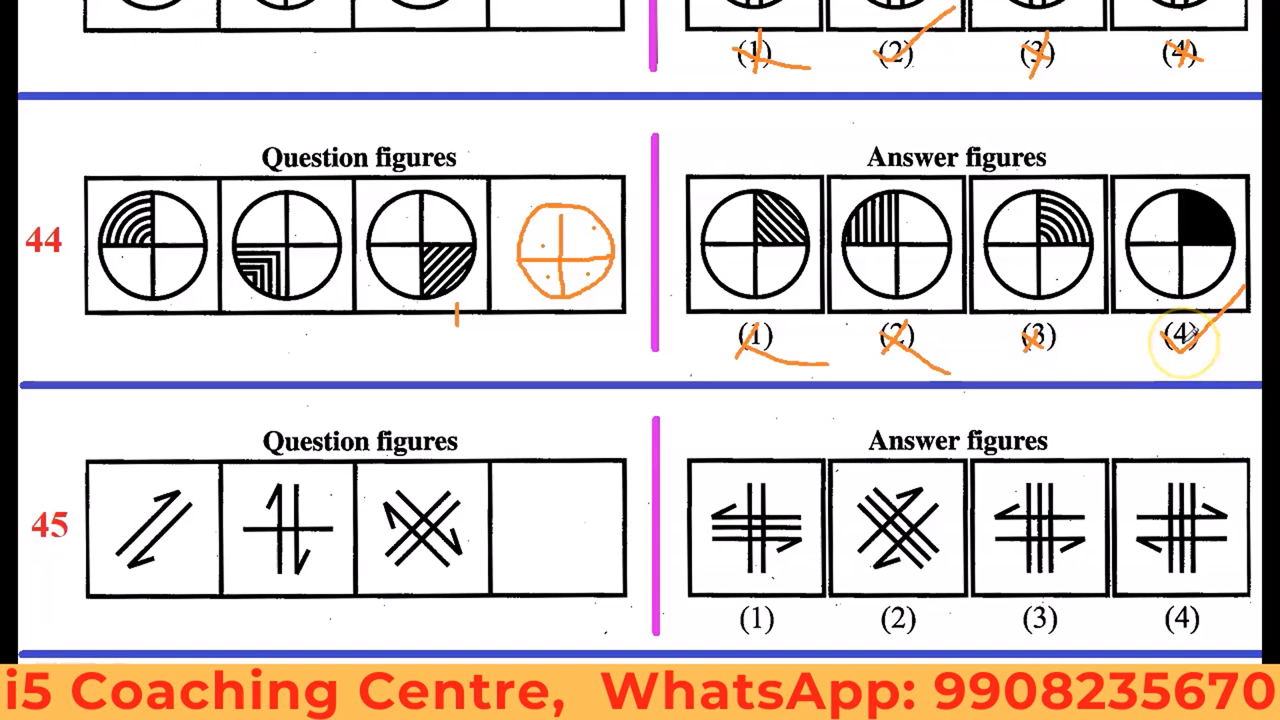 (1) (2) (3) (4)
Question figures Answer figures
44
(1) (2) (3) (4)
Question figures Answer figures
45
(1) (2) (3) (4)
i5 Coaching Centre, WhatsApp: 9908235670